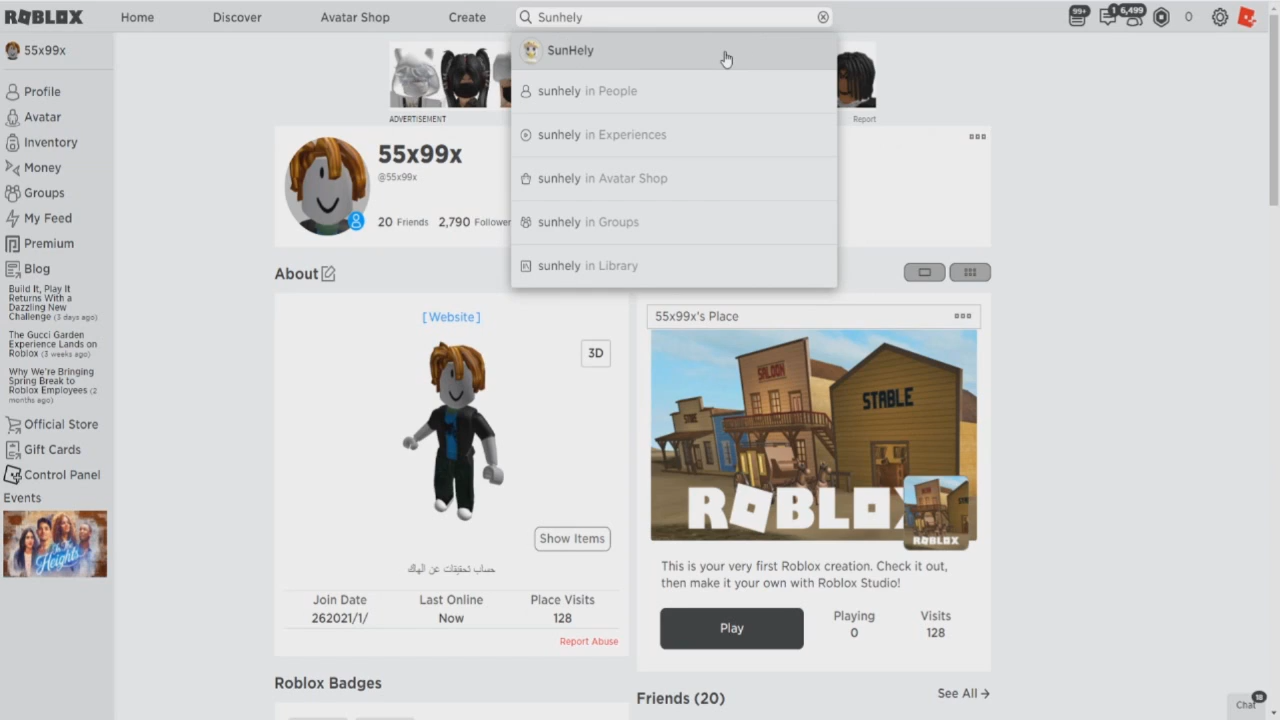 ROBLOX
Home
Discover
Avatar Shop
Create
Sunhely
99+
1
6,499
0
55x99x
Profile
Avatar
Inventory
Money
Groups
My Feed
Premium
Blog
Build It, Play It
Returns With a
Dazzling New
Challenge (3 days ago)
The Gucci Garden
Experience Lands on
Roblox (3 weeks ago)
Why We're Bringing
Spring Break to
Roblox Employees (2
months ago)
Official Store
Gift Cards
Control Panel
Events
The Heights
SunHely
sunhely in People
sunhely in Experiences
sunhely in Avatar Shop
sunhely in Groups
sunhely in Library
ADVERTISEMENT
Report
55x99x
@55x99x
20 Friends
2,790 Follower
About
[Website]
3D
Show Items
حساب تحقيقات عن الهاك
Join Date
262021/1/
Last Online
Now
Place Visits
128
Report Abuse
Roblox Badges
55x99x's Place
SALOON
STABLE
ROBLOX
ROBLOX
This is your very first Roblox creation. Check it out,
then make it your own with Roblox Studio!
Play
Playing
0
Visits
128
Friends (20)
See All →
Chat
18